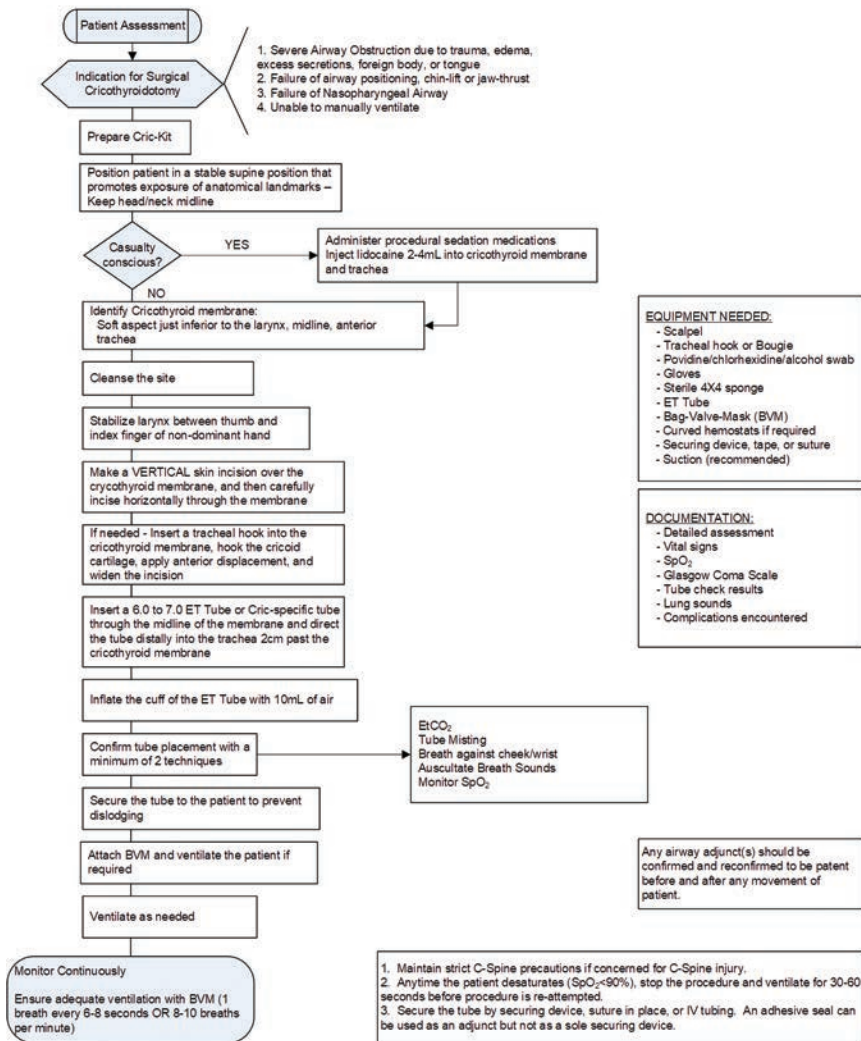 Patient Assessment
Indication for Surgical
Cricothyroidotomy
1. Severe Airway Obstruction due to trauma, edema,
excess secretions, foreign body, or tongue
2. Failure of airway positioning, chin-lift or jaw-thrust
3. Failure of Nasopharyngeal Airway
4. Unable to manually ventilate
Prepare Cric-Kit
Position patient in a stable supine position that
promotes exposure of anatomical landmarks –
Keep head/neck midline
Casualty
conscious?
YES
Administer procedural sedation medications
Inject lidocaine 2-4mL into cricothyroid membrane
and trachea
NO
Identify Cricothyroid membrane:
Soft aspect just inferior to the larynx, midline, anterior
trachea
Cleanse the site
Stabilize larynx between thumb and
index finger of non-dominant hand
Make a VERTICAL skin incision over the
crycothyroid membrane, and then carefully
incise horizontally through the membrane
If needed - Insert a tracheal hook into the
cricothyroid membrane, hook the cricoid
cartilage, apply anterior displacement, and
widen the incision
Insert a 6.0 to 7.0 ET Tube or Cric-specific tube
through the midline of the membrane and direct
the tube distally into the trachea 2cm past the
cricothyroid membrane
Inflate the cuff of the ET Tube with 10mL of air
Confirm tube placement with a
minimum of 2 techniques
EtCO₂
Tube Misting
Breath against cheek/wrist
Auscultate Breath Sounds
Monitor SpO₂
Secure the tube to the patient to prevent
dislodging
Attach BVM and ventilate the patient if
required
Ventilate as needed
Monitor Continuously
Ensure adequate ventilation with BVM (1
breath every 6-8 seconds OR 8-10 breaths
per minute)
EQUIPMENT NEEDED:
- Scalpel
- Tracheal hook or Bougie
- Povidine/chlorhexidine/alcohol swab
- Gloves
- Sterile 4X4 sponge
- ET Tube
- Bag-Valve-Mask (BVM)
- Curved hemostats if required
- Securing device, tape, or suture
- Suction (recommended)
DOCUMENTATION:
- Detailed assessment
- Vital signs
- SpO₂
- Glasgow Coma Scale
- Tube check results
- Lung sounds
- Complications encountered
Any airway adjunct(s) should be
confirmed and reconfirmed to be patent
before and after any movement of
patient.
1. Maintain strict C-Spine precautions if concerned for C-Spine injury.
2. Anytime the patient desaturates (SpO₂<90%), stop the procedure and ventilate for 30-60
seconds before procedure is re-attempted.
3. Secure the tube by securing device, suture in place, or IV tubing. An adhesive seal can
be used as an adjunct but not as a sole securing device.